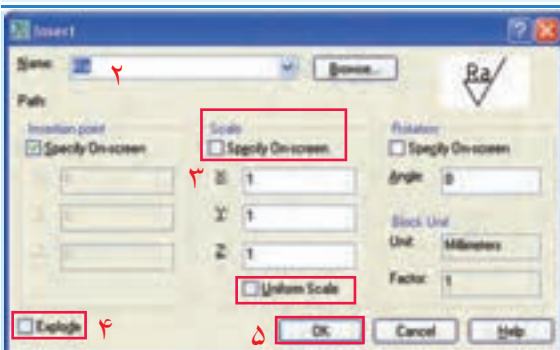 Insert
Name: Ra ۲ Browse...
Path:
Ra
Insertion point Scale Rotation
Specify On-screen Specify On-screen Specify On-screen
۳ X: 1 Angle: 0
Y: 1 Block Unit
Z: 1 Unit: Millimeters
Uniform Scale Factor: 1
Explode ۴ ۵ OK Cancel Help